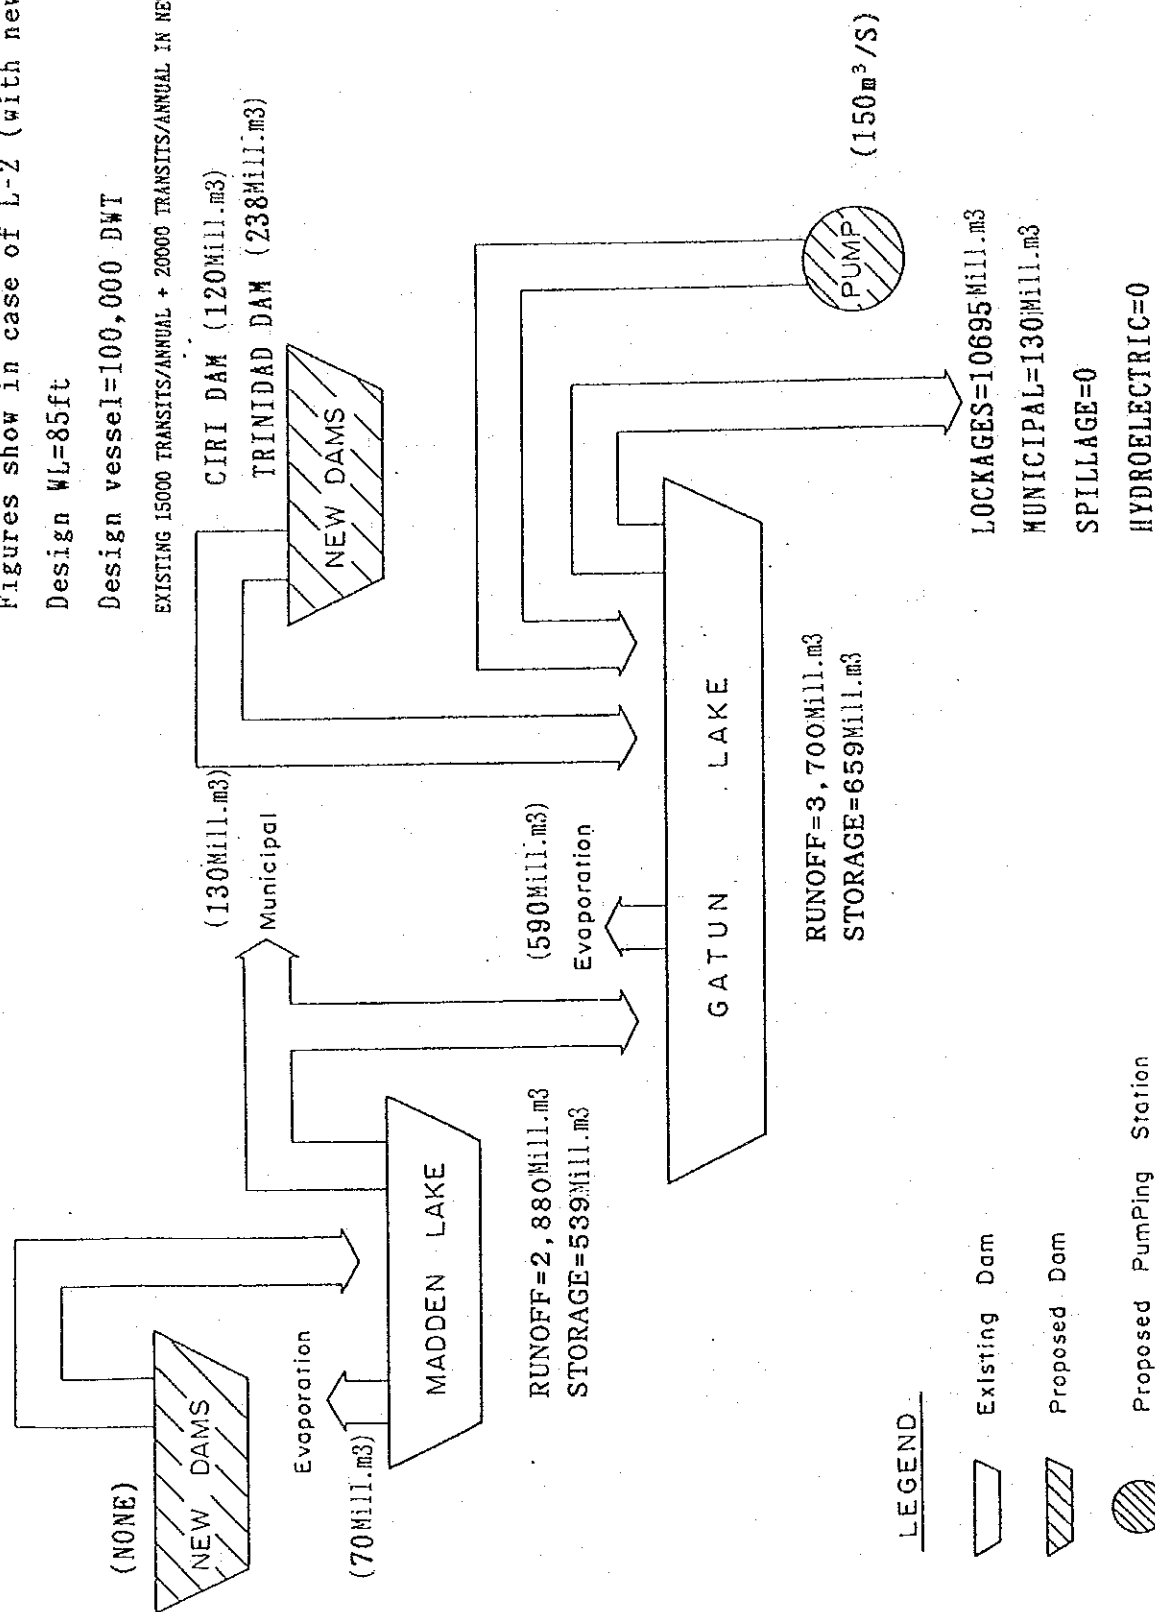 Figures show in case of L-2 (with new
Design WL=85ft
Design vessel=100,000 DWT
EXISTING 15000 TRANSITS/ANNUAL + 20000 TRANSITS/ANNUAL IN NE
CIRI DAM (120Mill.m3)
TRINIDAD DAM (238Mill.m3)
(NONE)
NEW DAMS
NEW DAMS
(130Mill.m3)
Municipal
Evaporation
(70Mill.m3)
MADDEN LAKE
RUNOFF=2,880Mill.m3
STORAGE=539Mill.m3
(590Mill.m3)
Evaporation
GATUN LAKE
RUNOFF=3,700Mill.m3
STORAGE=659Mill.m3
PUMP
(150m³/S)
LOCKAGES=10695Mill.m3
MUNICIPAL=130Mill.m3
SPILLAGE=0
HYDROELECTRIC=0
LEGEND
Existing Dam
Proposed Dam
Proposed PumPing Station